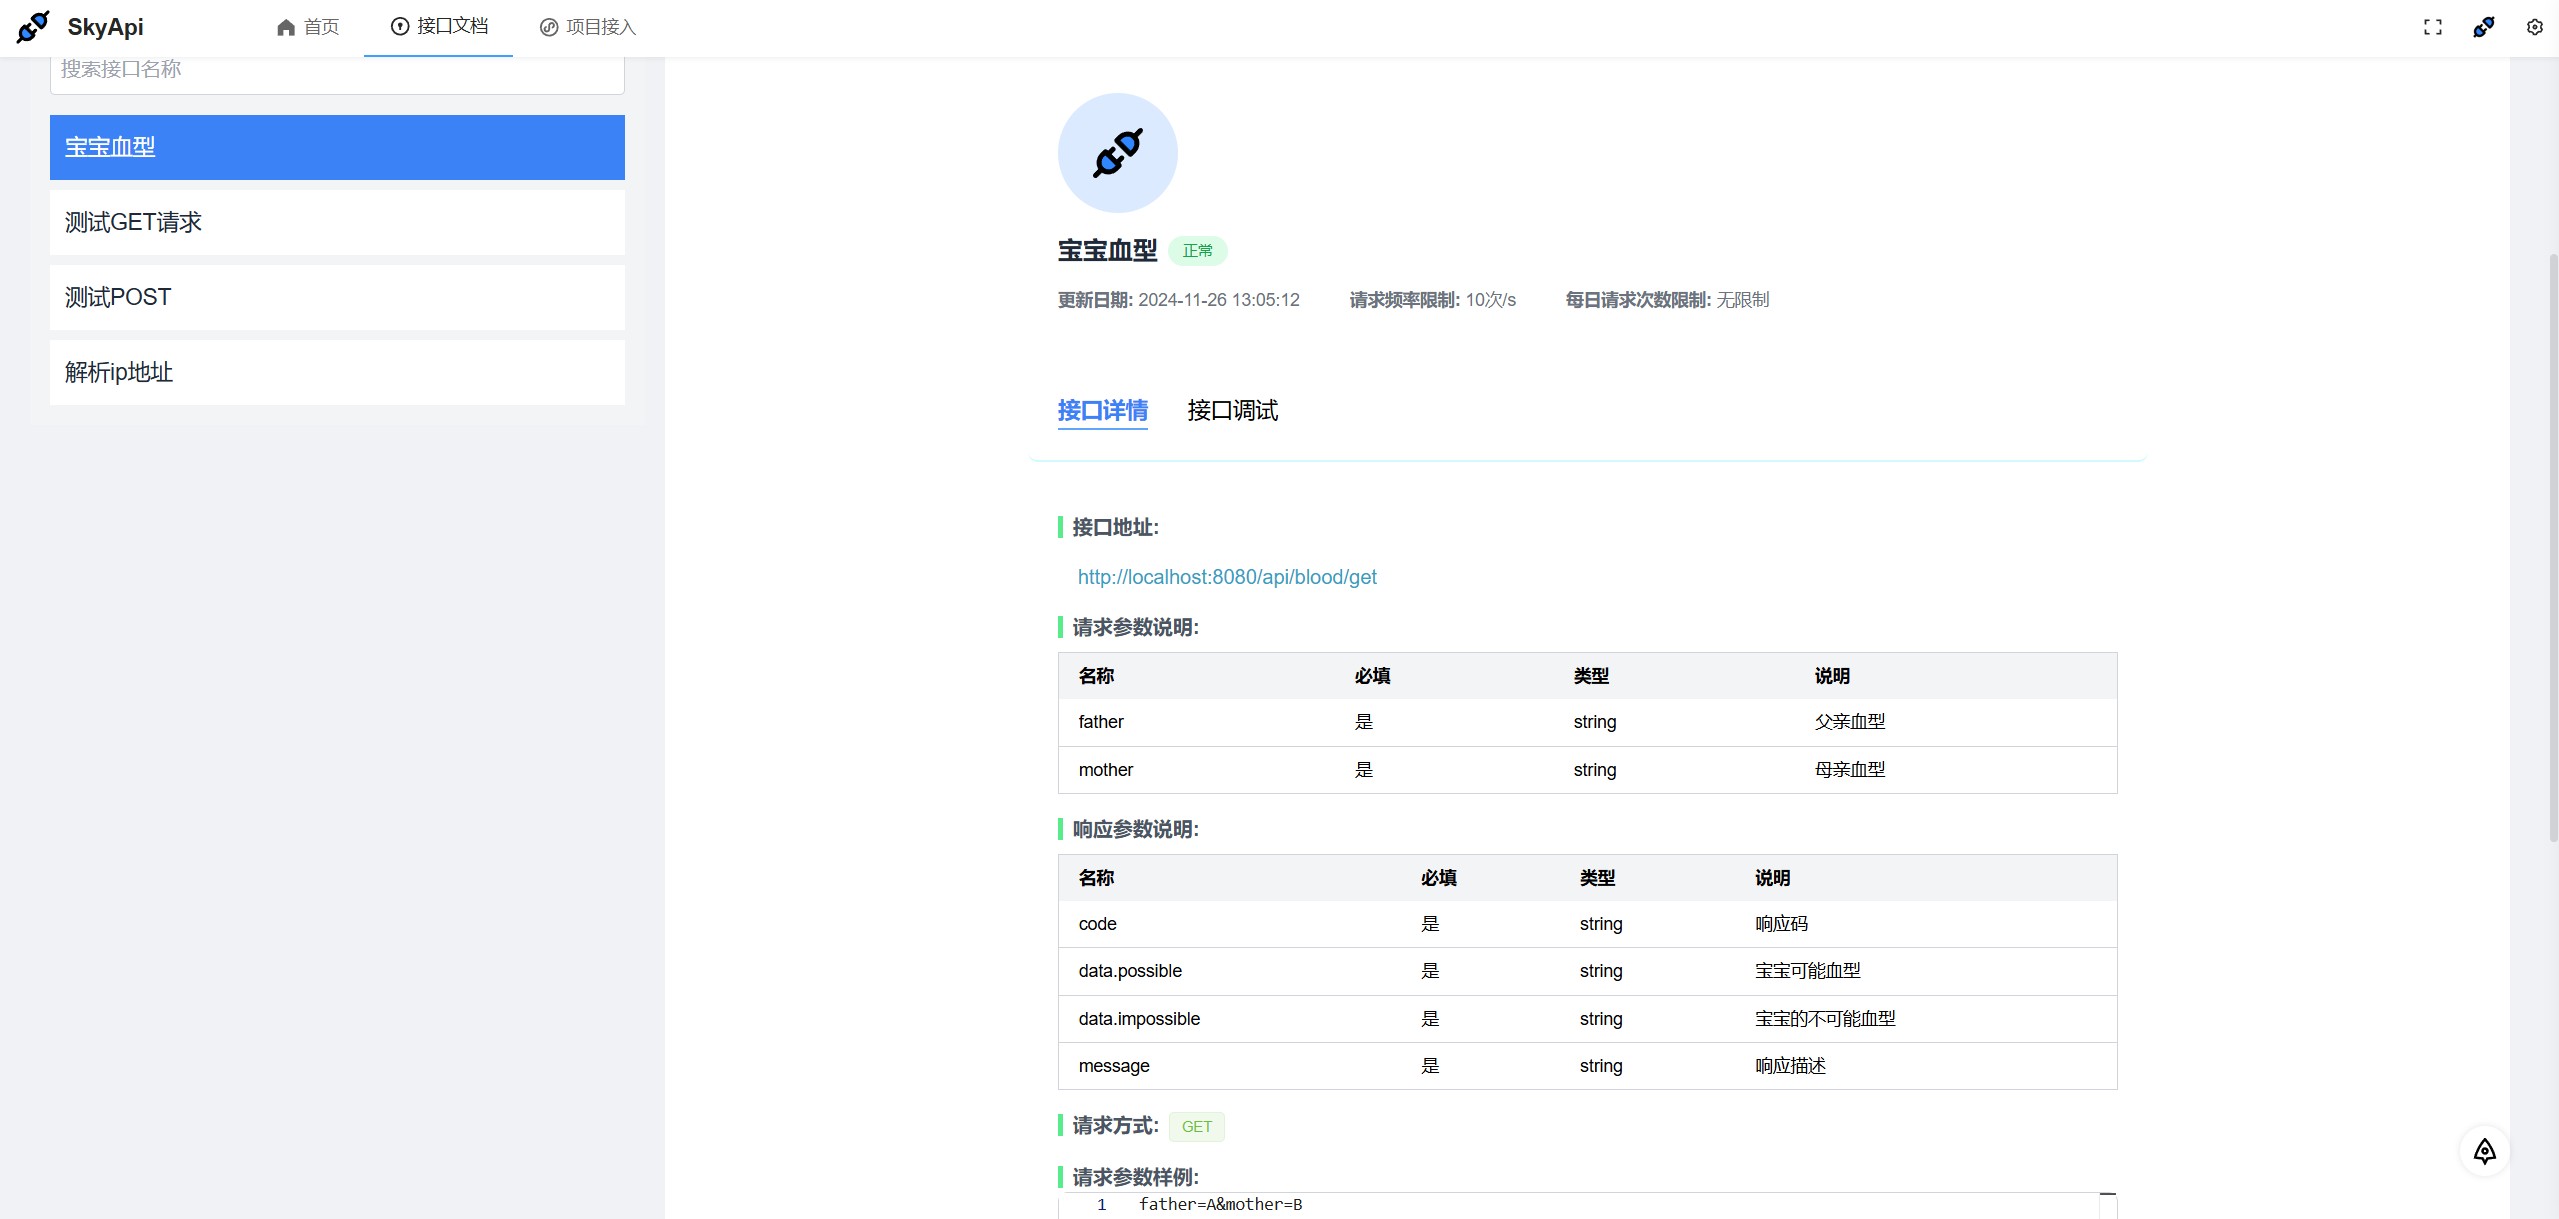 SkyApi 首页 接口文档 项目接入
搜索接口名称
宝宝血型
测试GET请求
测试POST
解析ip地址
宝宝血型 正常
更新日期: 2024-11-26 13:05:12 请求频率限制: 10次/s 每日请求次数限制: 无限制
接口详情 接口调试
接口地址:
http://localhost:8080/api/blood/get
请求参数说明:
名称 必填 类型 说明
father 是 string 父亲血型
mother 是 string 母亲血型
响应参数说明:
名称 必填 类型 说明
code 是 string 响应码
data.possible 是 string 宝宝可能血型
data.impossible 是 string 宝宝的不可能血型
message 是 string 响应描述
请求方式: GET
请求参数样例:
1 father=A&mother=B